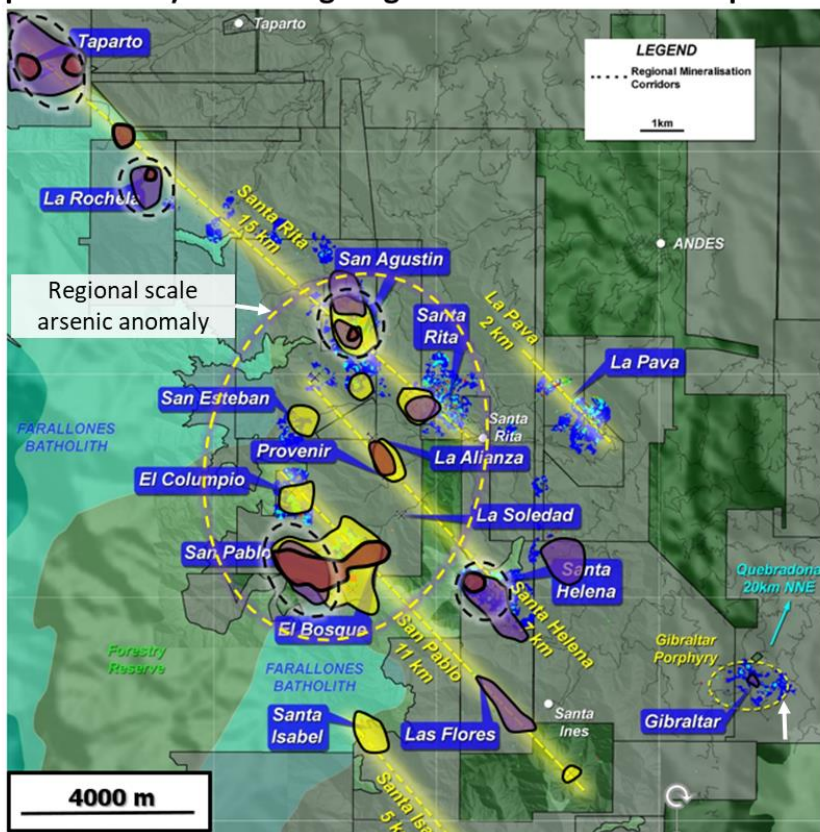 Taparto
Taparto
LEGEND
Regional Mineralisation
Corridors
1km
La Rochela
Santa Rita
15 km
ANDES
San Agustin
Regional scale
arsenic anomaly
La Pava
2 km
Santa
Rita
La Pava
San Esteban
FARALLONES
BATHOLITH
Santa
Rita
Provenir
La Alianza
El Columpio
La Soledad
San Pablo
Santa
Helena
Quebradona
20km NNE
Santa Helena
km
El Bosque
San Pablo
11 km
Forestry
Reserve
Gibraltar
Porphyry
FARALLONES
BATHOLITH
Santa
Isabel
Las Flores
Santa
Ines
Gibraltar
4000 m
Santa
5